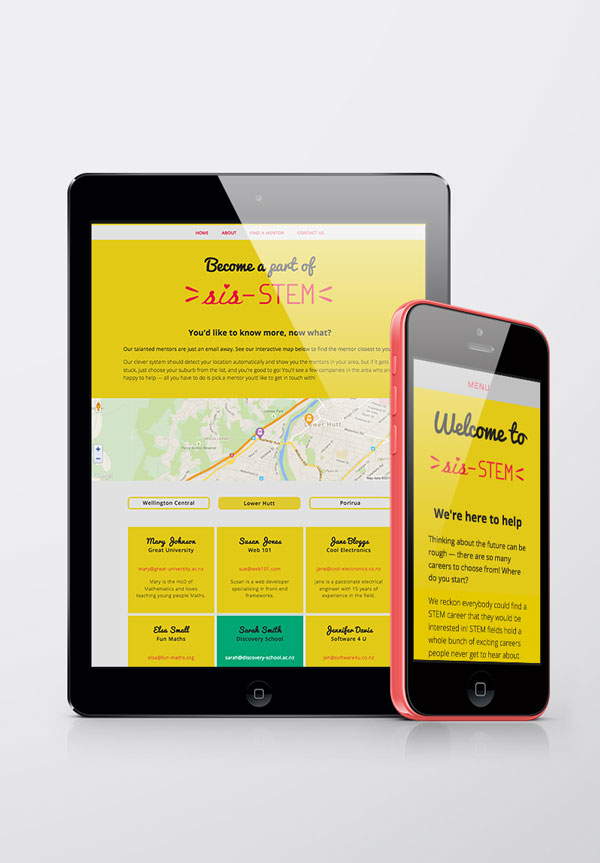 HOME ABOUT FIND A MENTOR CONTACT US
Become a part of
sis-STEM
You'd like to know more, now what?
Our talented mentors are just an email away. See our interactive map below to find the mentor closest to you
Our clever system should detect your location automatically and show you the mentors in your area, but if it gets
stuck, just choose your suburb from the list, and you're good to go! You'll see a few companies in the area who are
happy to help — all you have to do is pick a mentor you'd like to get in touch with!
Lower Hutt
Wellington Central
Lower Hutt
Porirua
Mary Johnson
Great University
mary@great-university.ac.nz
Mary is the HoD of
Mathematics and loves
teaching young people Maths.
Susan Jones
Web 101
sue@web101.com
Susan is a web developer
specialising in front end
frameworks.
Jane Bloggs
Cool Electronics
jane@cool-electronics.co.nz
Jane is a passionate electrical
engineer with 15 years of
experience in the field.
Elsa Small
Fun Maths
elsa@fun-maths.org
Sarah Smith
Discovery School
sarah@discovery-school.ac.nz
Jennifer Davis
Software 4 U
jen@software4u.co.nz
MENU
Welcome to
sis-STEM
We're here to help
Thinking about the future can be
rough — there are so many
careers to choose from! Where
do you start?
We reckon everybody could find a
STEM career that they would be
interested in! STEM fields hold a
whole bunch of exciting careers
people never get to hear about.